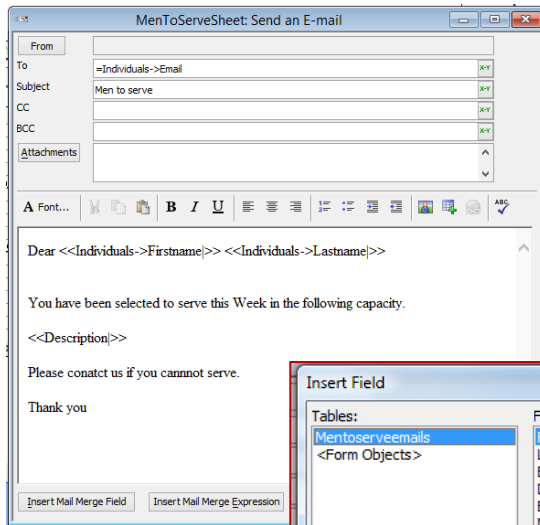 MenToServeSheet: Send an E-mail
From
To
=Individuals->Email
X-Y
Subject
Men to serve
X-Y
CC
X-Y
BCC
X-Y
Attachments
A Font...
B I U
ABC
Dear <<Individuals->Firstname|>> <<Individuals->Lastname|>>
You have been selected to serve this Week in the following capacity.
<<Description|>>
Please conatct us if you cannnot serve.
Thank you
Insert Field
Tables:
Mentoserveemails
<Form Objects>
Insert Mail Merge Field Insert Mail Merge Expression